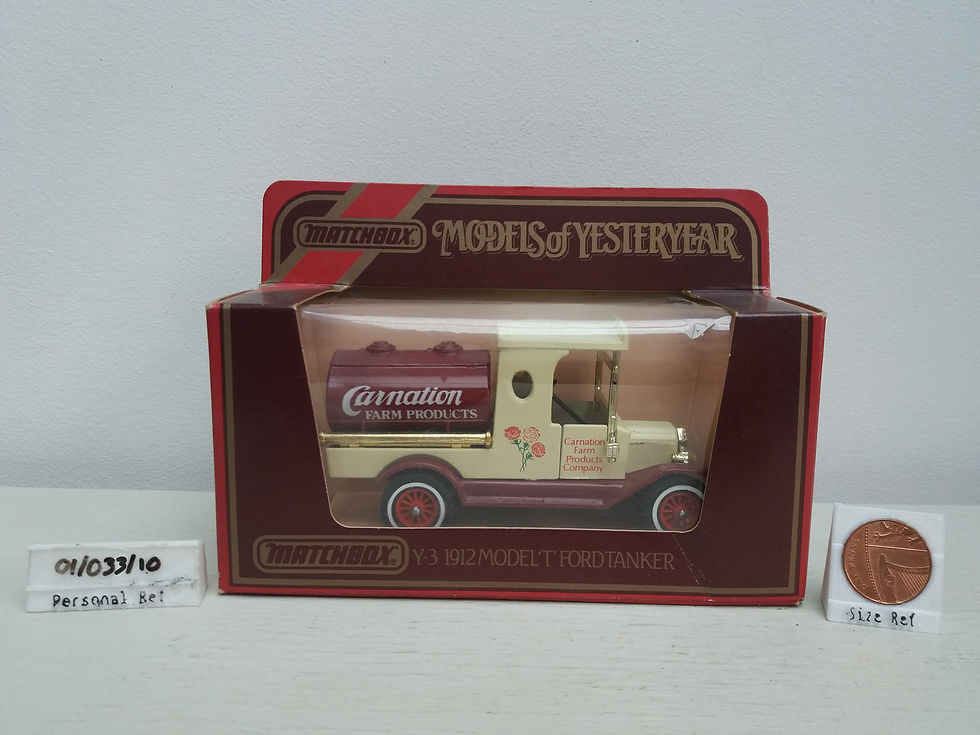 MATCHBOX
MODELS of YESTERYEAR
Carnation
FARM PRODUCTS
Carnation
Farm
Products
Company
MATCHBOX
Y-3 1912 MODEL 'T' FORD TANKER
01/033/10
Personal Ref
Size Ref